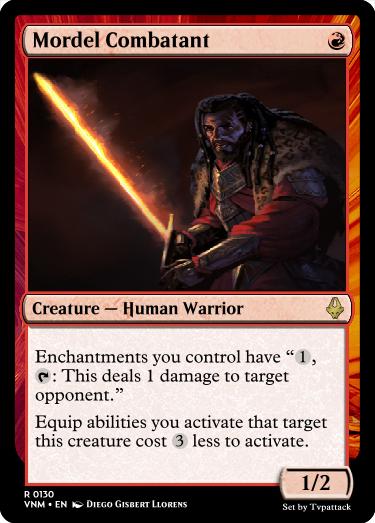 Mordel Combatant
Creature — Human Warrior
Enchantments you control have “1,
: This deals 1 damage to target
opponent.”
Equip abilities you activate that target
this creature cost 3 less to activate.
1/2
R 0130
VNM • EN Diego Gisbert Llorens
Set by Tvpattack